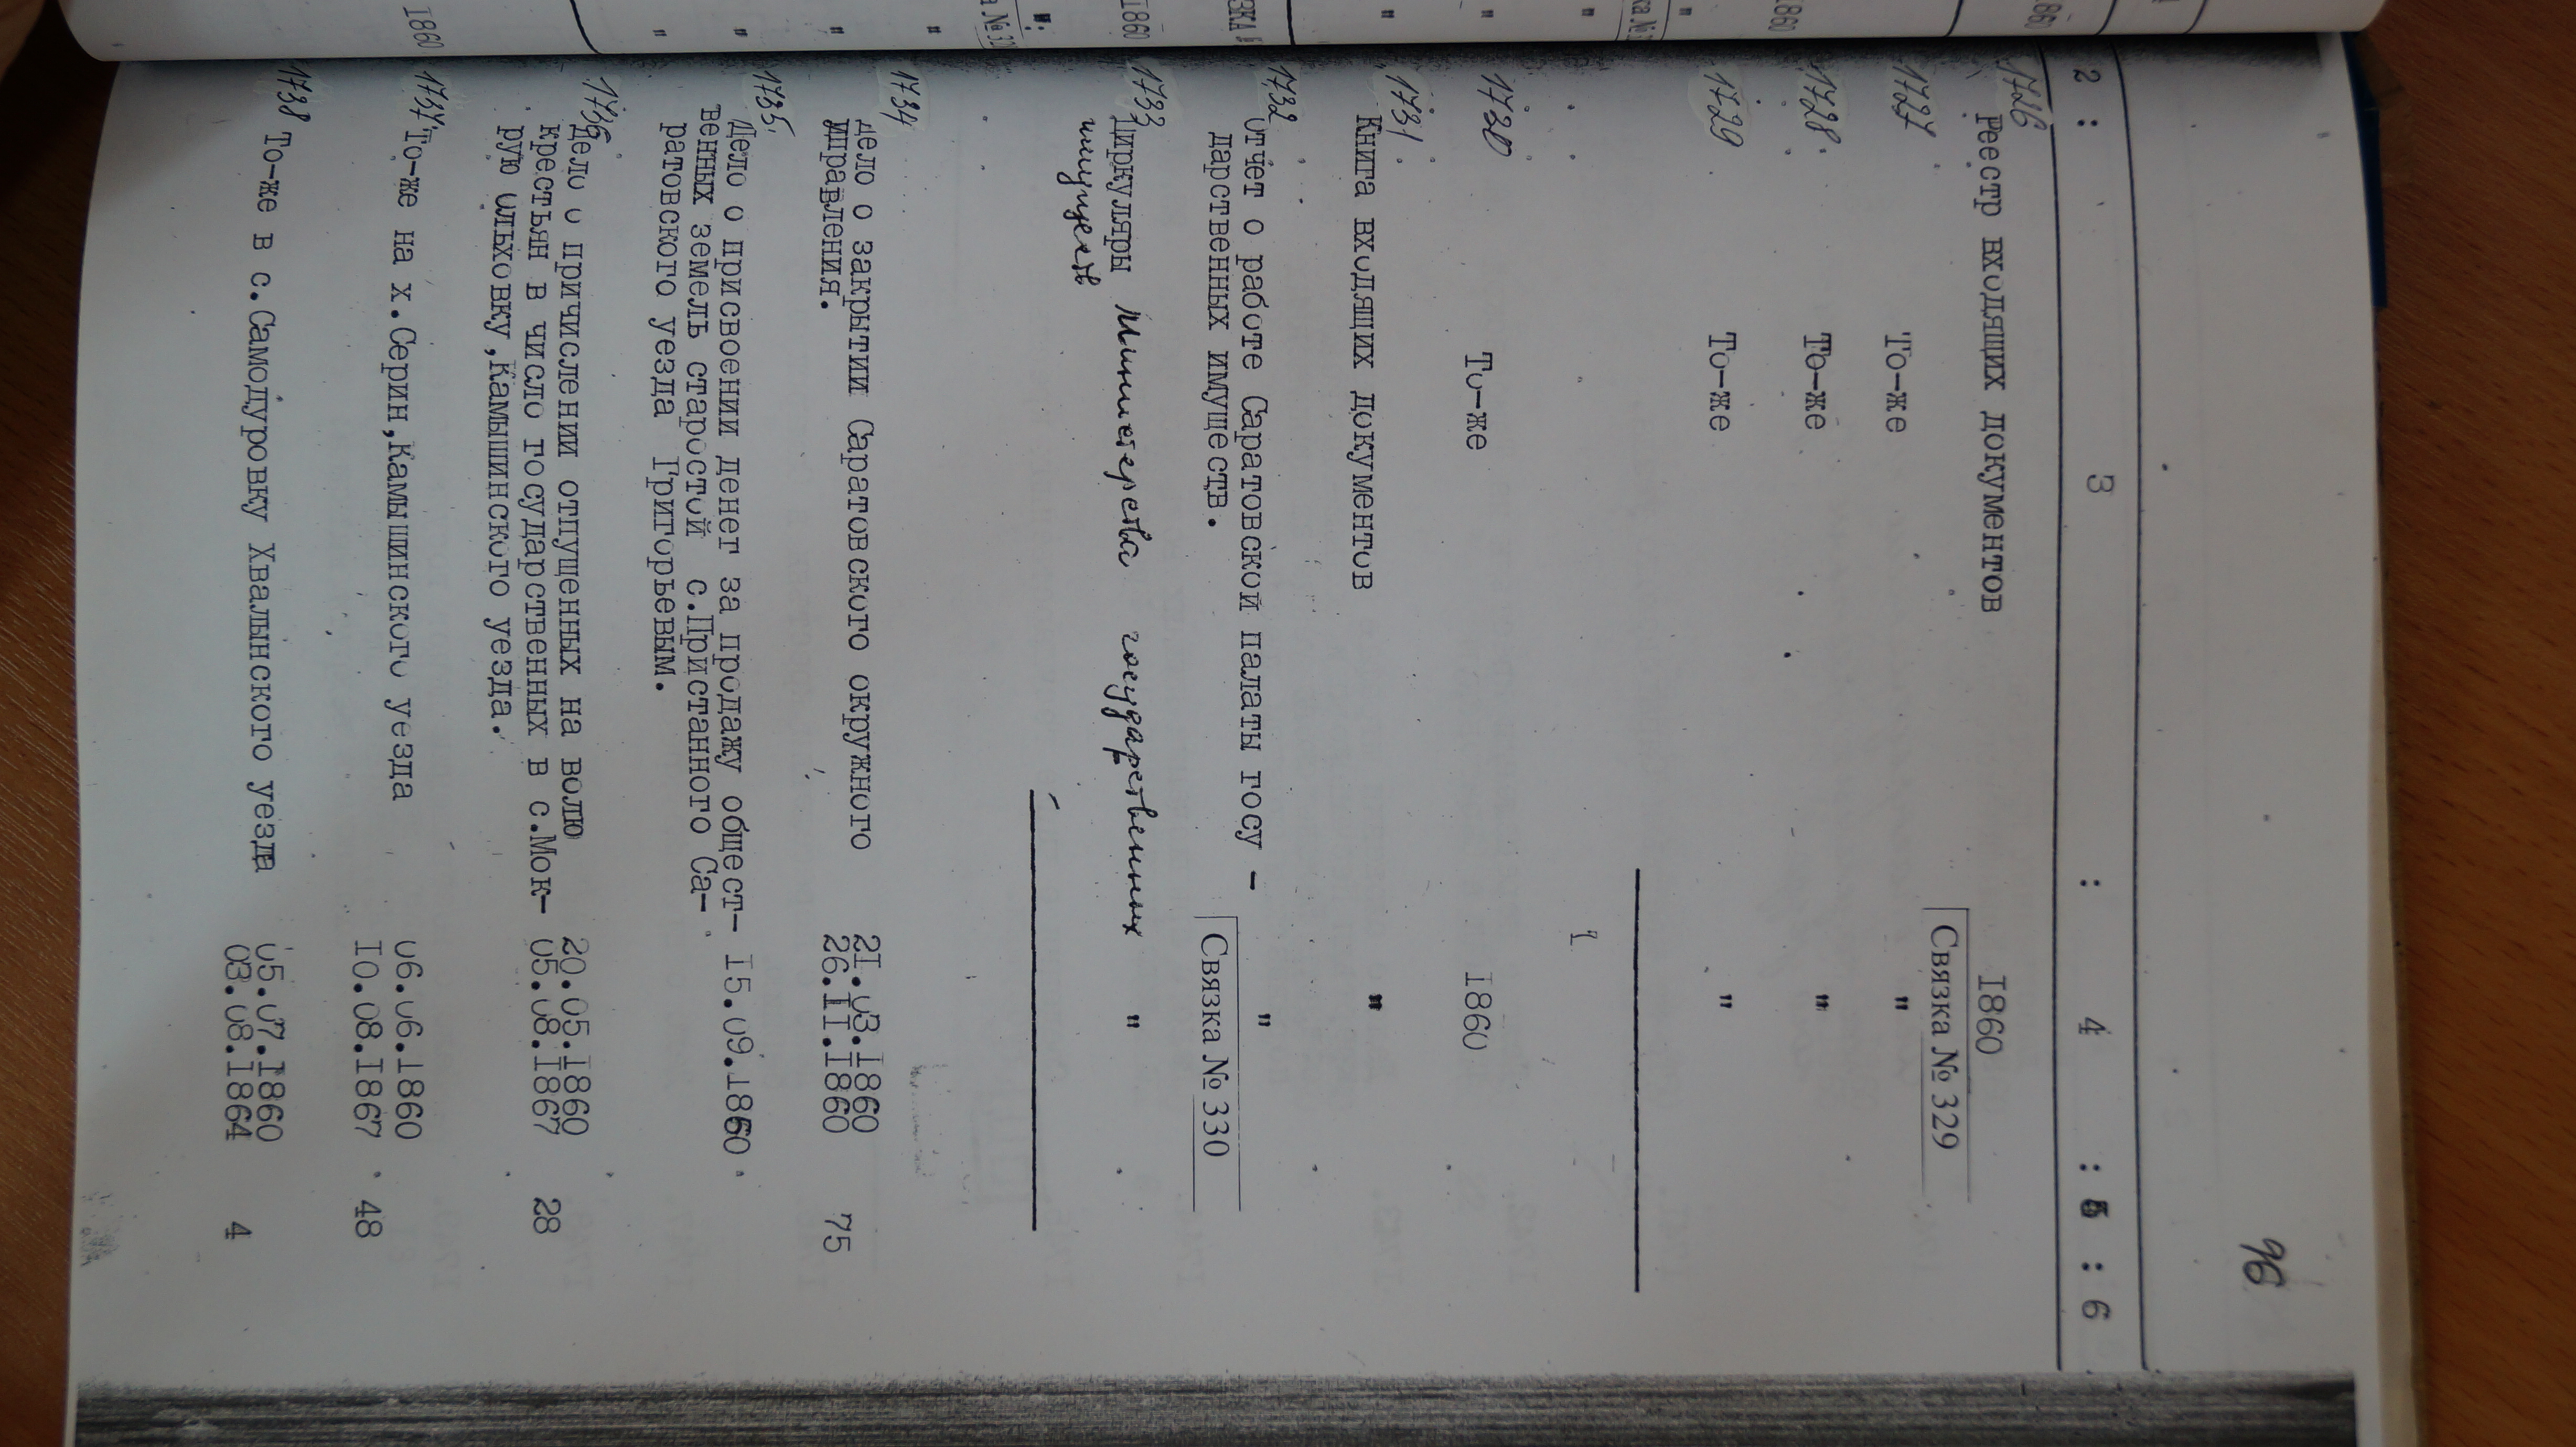 96
2 : 3 : 4 : 5 : 6
1726 Реестр входящих документов 1860
Связка № 329
1727 То-же "
1728 То-же "
1729 То-же "
1730 То-же 1860
1731 Книга входящих документов "
1732 Отчет о работе Саратовской палаты госу - "
дарственных имуществ.
Связка № 330
1733 Циркуляры Министерства государственных "
имуществ
1734 Дело о закрытии Саратовского окружного 21.03.1860
управления. 26.11.1860 75
1735 Дело о присвоении денег за продажу общест- 15.09.1860
венных земель старостой с.Пристанного Са-
ратовского уезда Григорьевым.
1736 Дело о причислении отпущенных на волю 20.05.1860
крестьян в число государственных в с.Мок- 05.08.1867 28
рую Ольховку,Камышинского уезда.
1737 То-же на х.Серин,Камышинского уезда 06.06.1860
10.08.1867 48
1738 То-же в с.Самодуровку Хвалынского уезда 05.07.1860
03.08.1864 4
1860